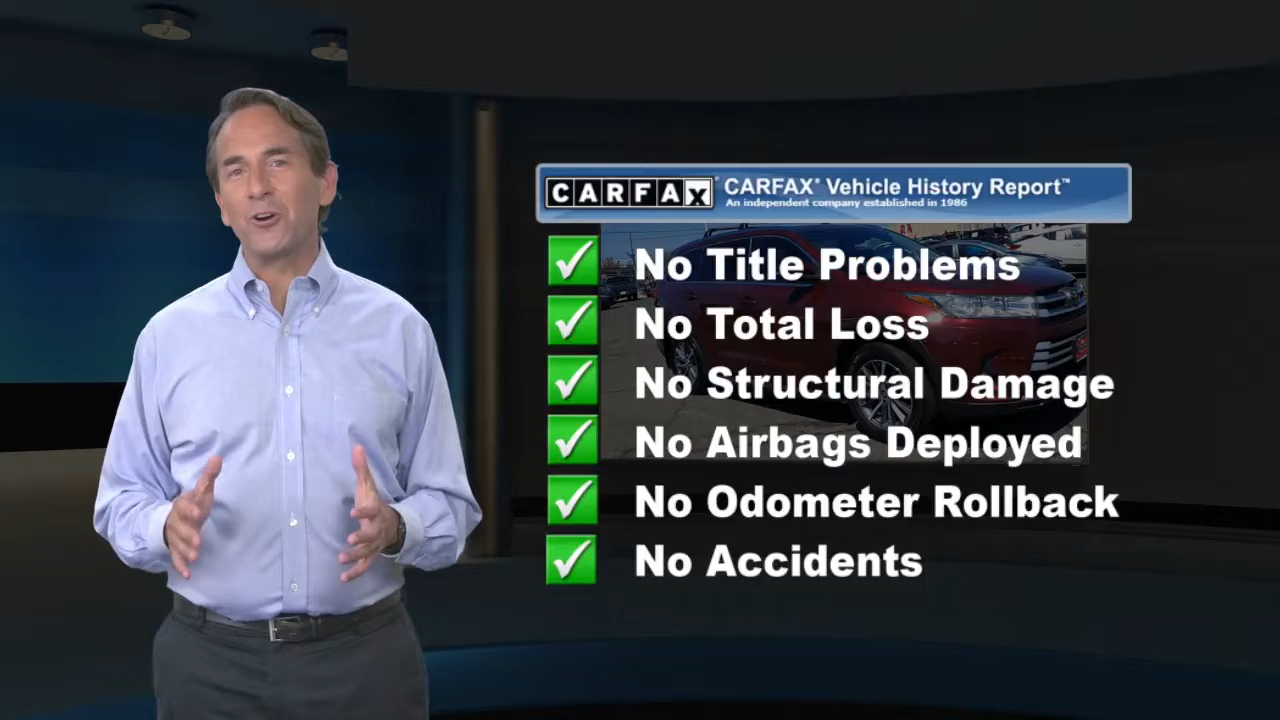 CARFAX® CARFAX® Vehicle History Report™
An independent company established in 1986
No Title Problems
No Total Loss
No Structural Damage
No Airbags Deployed
No Odometer Rollback
No Accidents